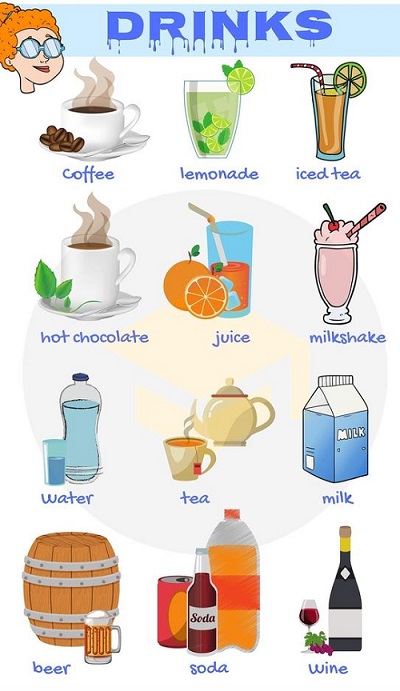 DRINKS
Coffee
lemonade
iced tea
hot chocolate
juice
milkshake
water
tea
MILK
milk
Soda
beer
soda
wine